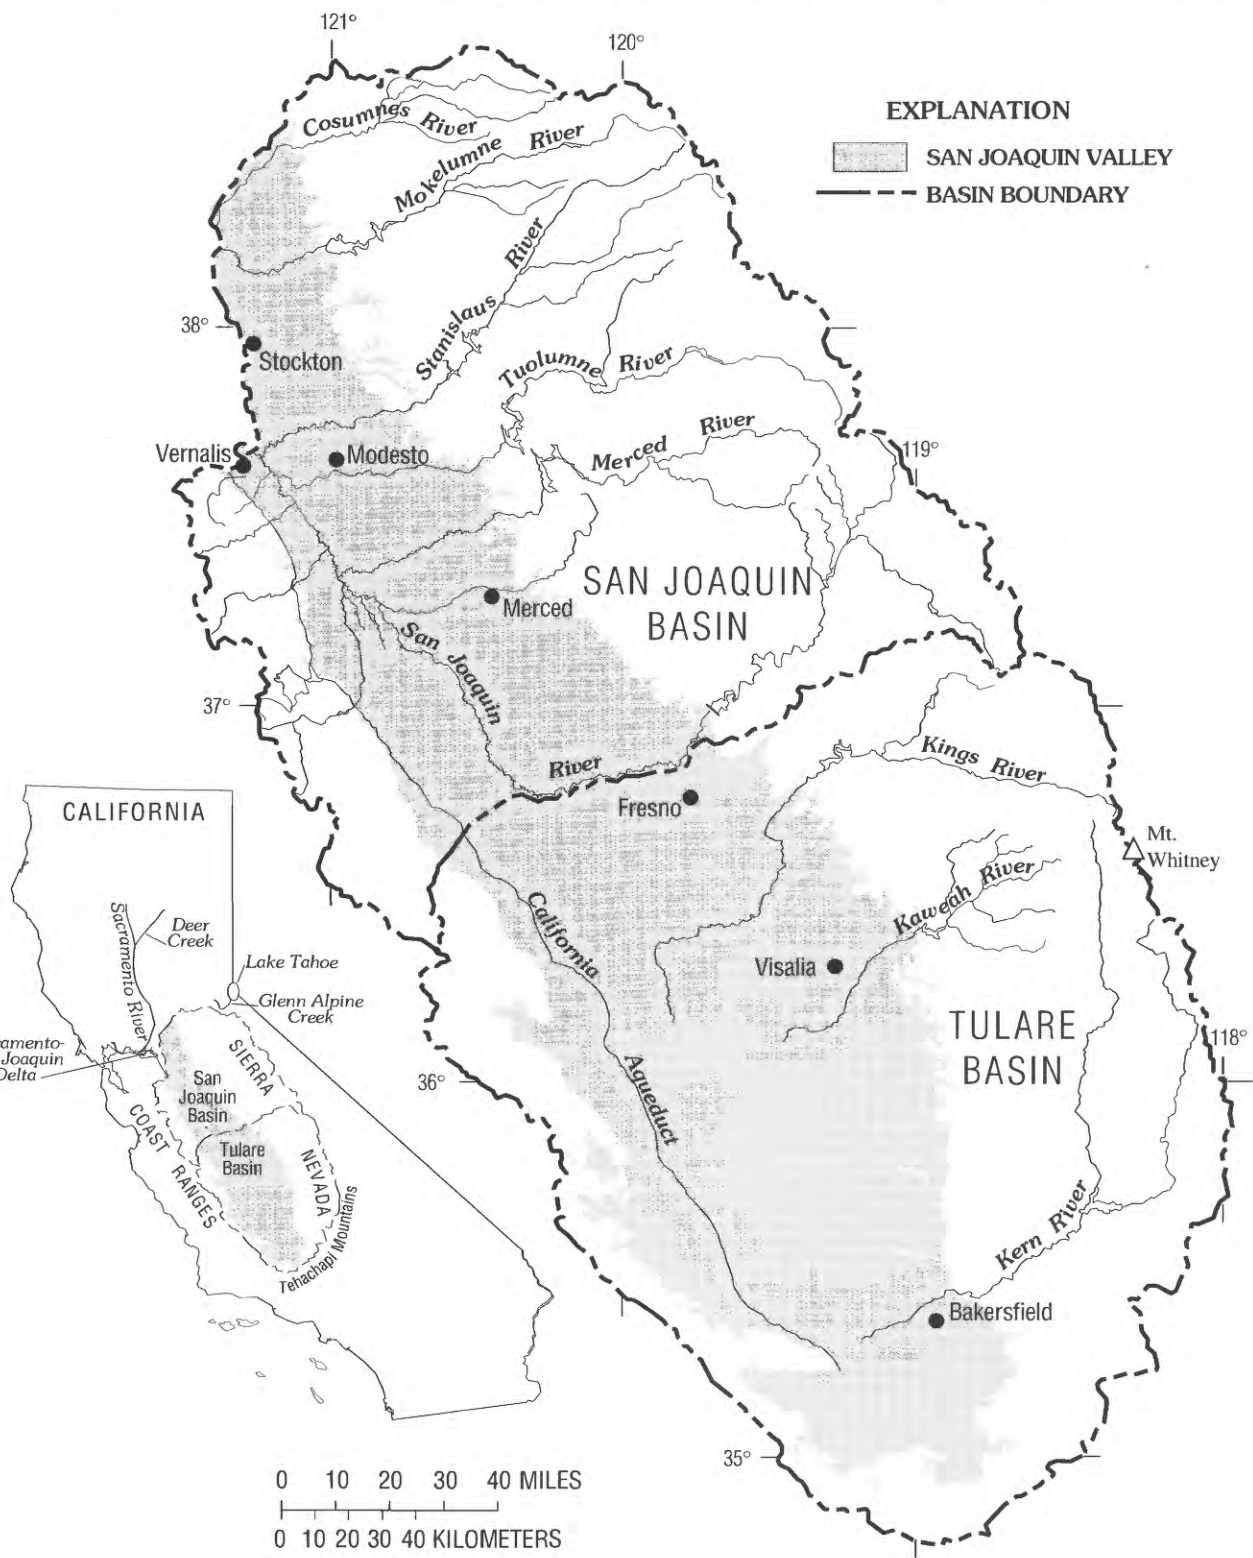 121°
120°
EXPLANATION
SAN JOAQUIN VALLEY
BASIN BOUNDARY
Cosumnes River
Mokelumne River
Stanislaus River
38°
Stockton
Tuolumne River
Vernalis
Modesto
Merced River
119°
SAN JOAQUIN
BASIN
Merced
San Joaquin River
37°
Kings River
Fresno
Mt.
Whitney
Kaweah River
California Aqueduct
Visalia
TULARE
BASIN
118°
36°
Kern River
Bakersfield
35°
CALIFORNIA
Sacramento River
Deer
Creek
Lake Tahoe
Glenn Alpine
Creek
ramento-
Joaquin
Delta
San
Joaquin
Basin
SIERRA NEVADA
COAST RANGES
Tulare
Basin
Tehachapi Mountains
0 10 20 30 40 MILES
0 10 20 30 40 KILOMETERS